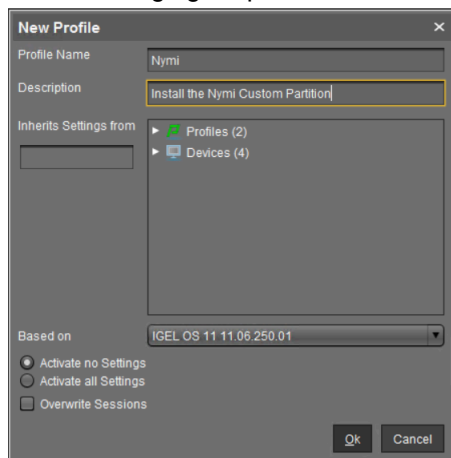 New Profile
Profile Name
Nymi
Description
Install the Nymi Custom Partition
Inherits Settings from
Profiles (2)
Devices (4)
Based on
IGEL OS 11 11.06.250.01
Activate no Settings
Activate all Settings
Overwrite Sessions
Ok Cancel